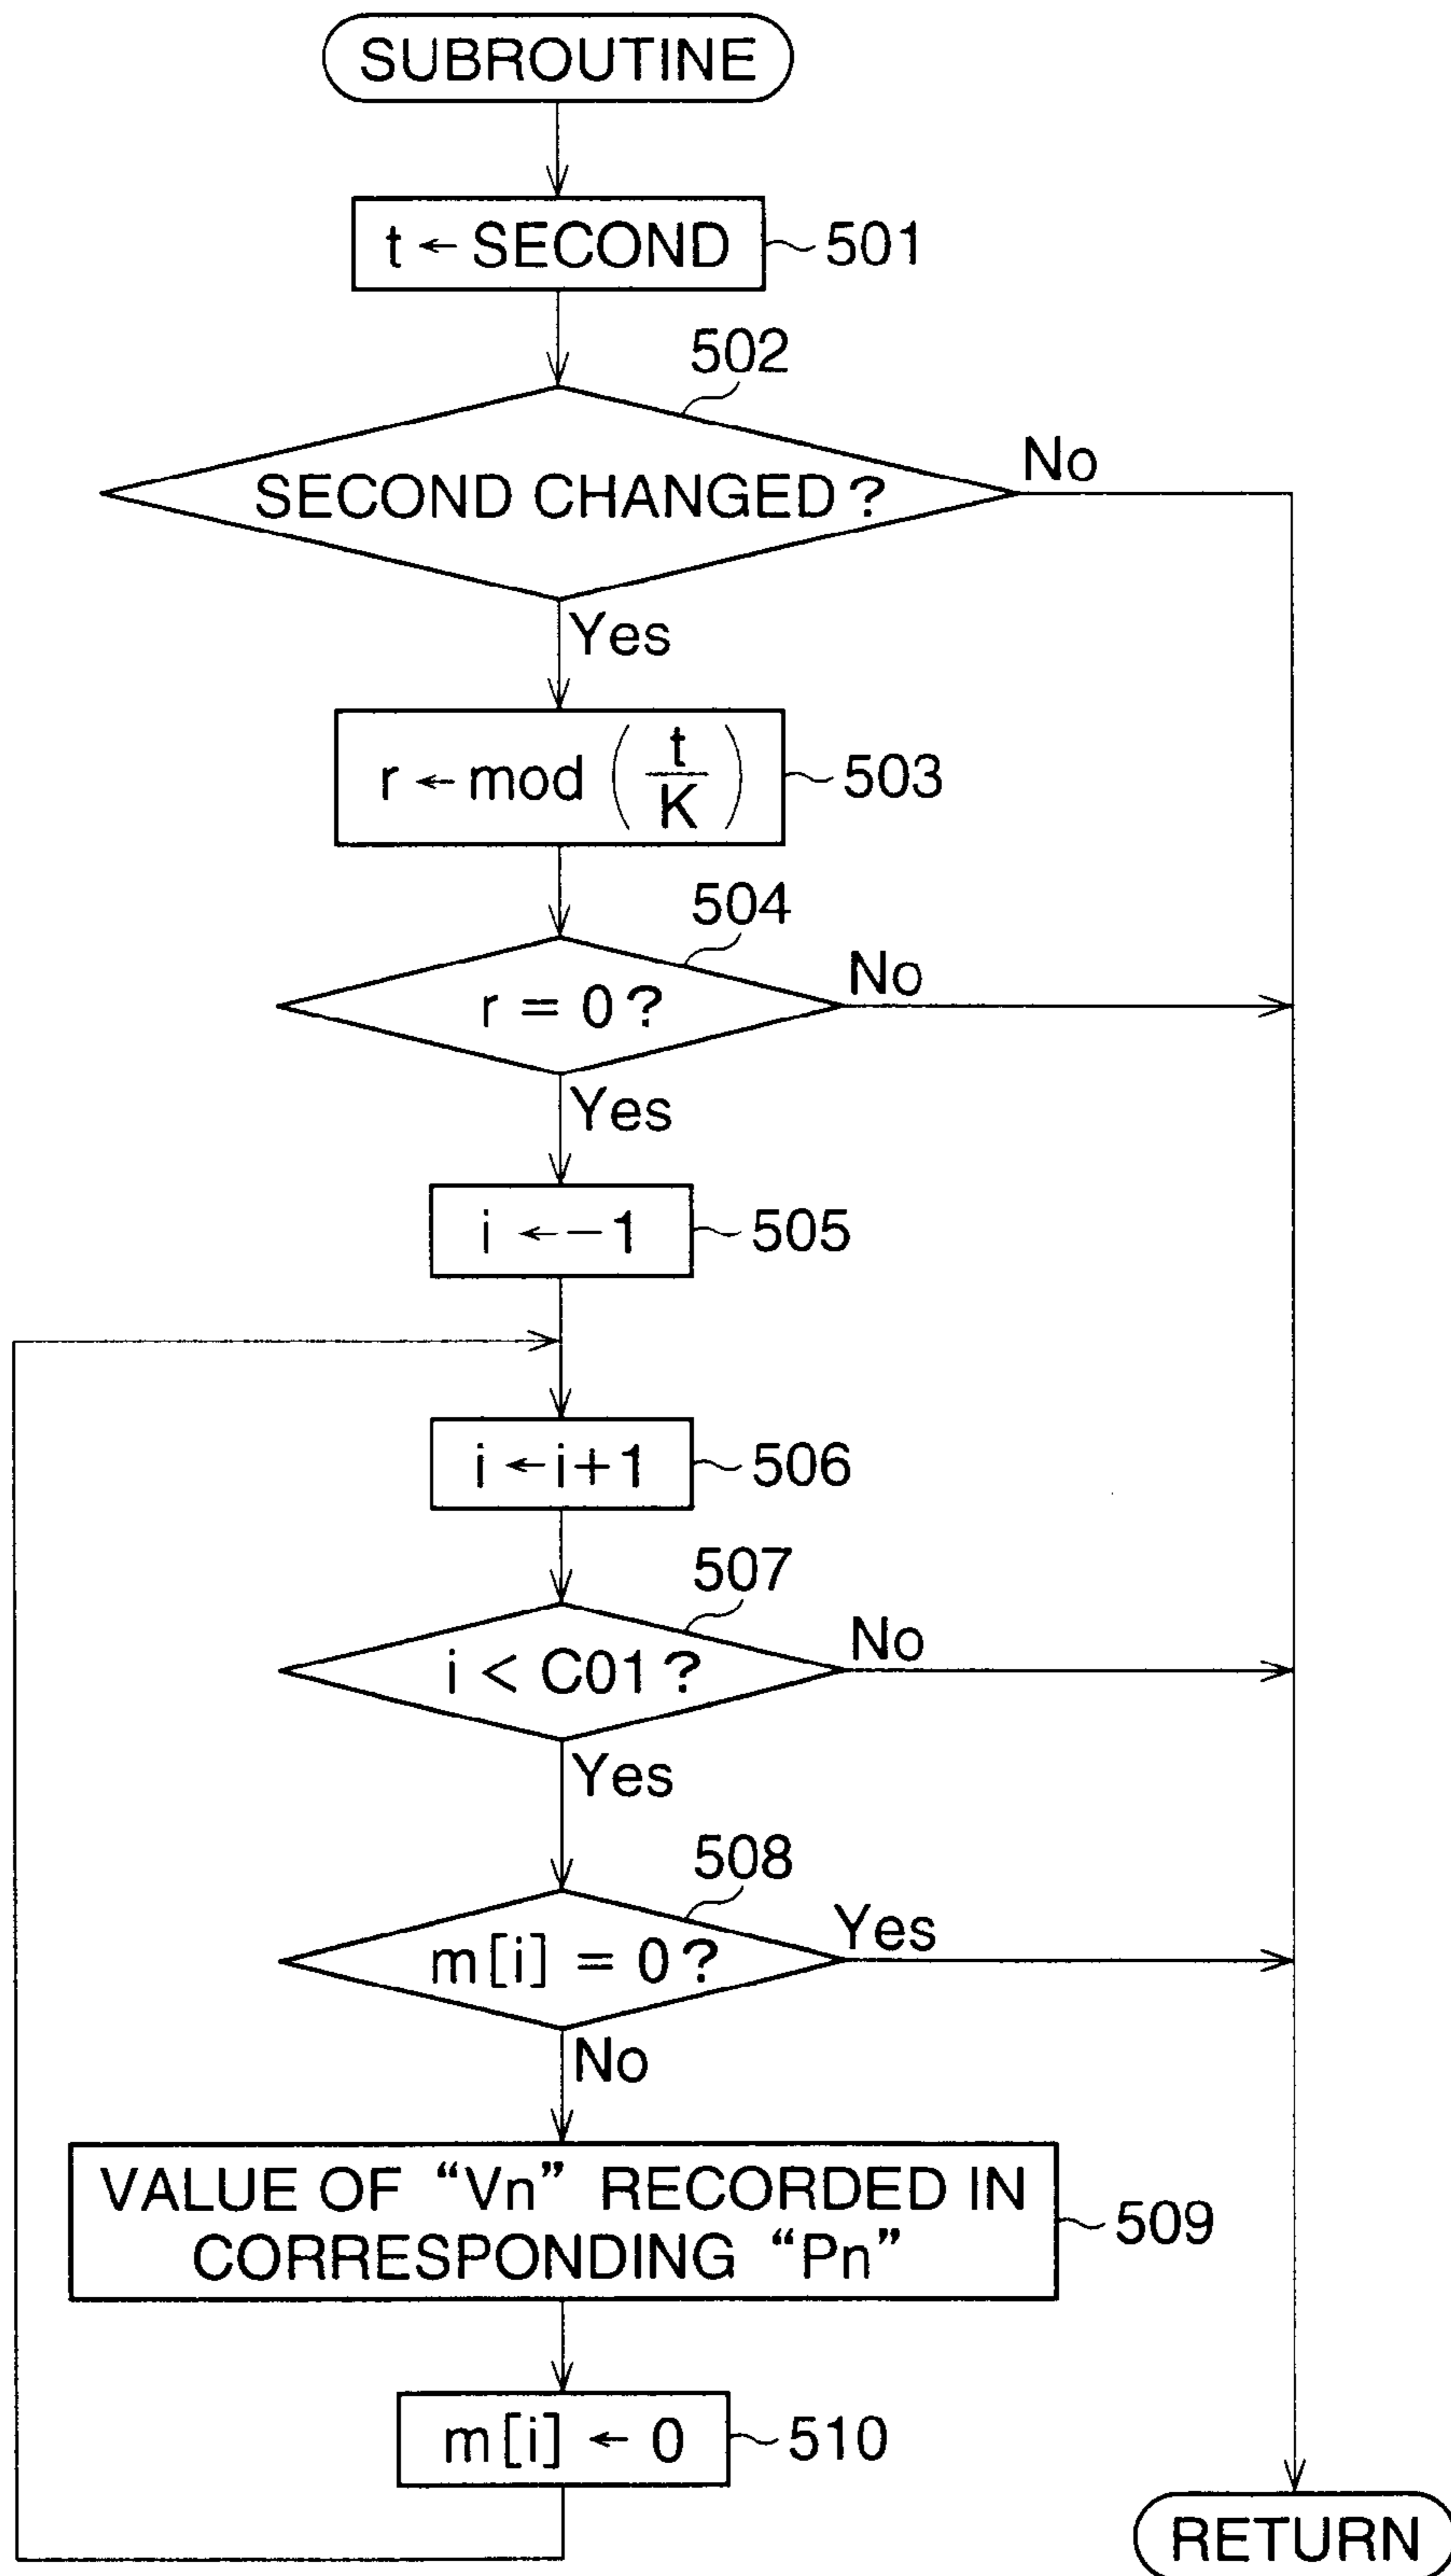 SUBROUTINE
t ← SECOND
501
502
SECOND CHANGED ?
No
Yes
r ← mod ( t / K )
503
504
r = 0 ?
No
Yes
i ← -1
505
i ← i+1
506
507
i < C01 ?
No
Yes
508
m[i] = 0 ?
Yes
No
VALUE OF “Vn” RECORDED IN
CORRESPONDING “Pn”
509
m[i] ← 0
510
RETURN